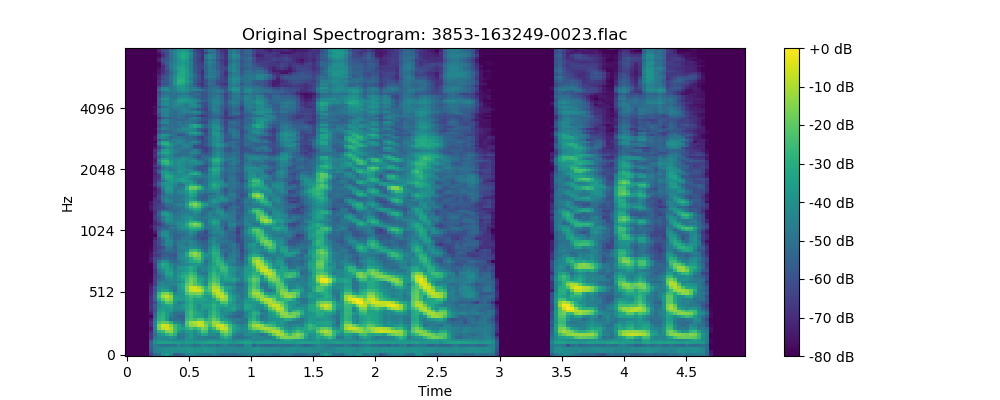 Original Spectrogram: 3853-163249-0023.flac
Hz
4096
2048
1024
512
0
0 0.5 1 1.5 2 2.5 3 3.5 4 4.5
Time
+0 dB
-10 dB
-20 dB
-30 dB
-40 dB
-50 dB
-60 dB
-70 dB
-80 dB